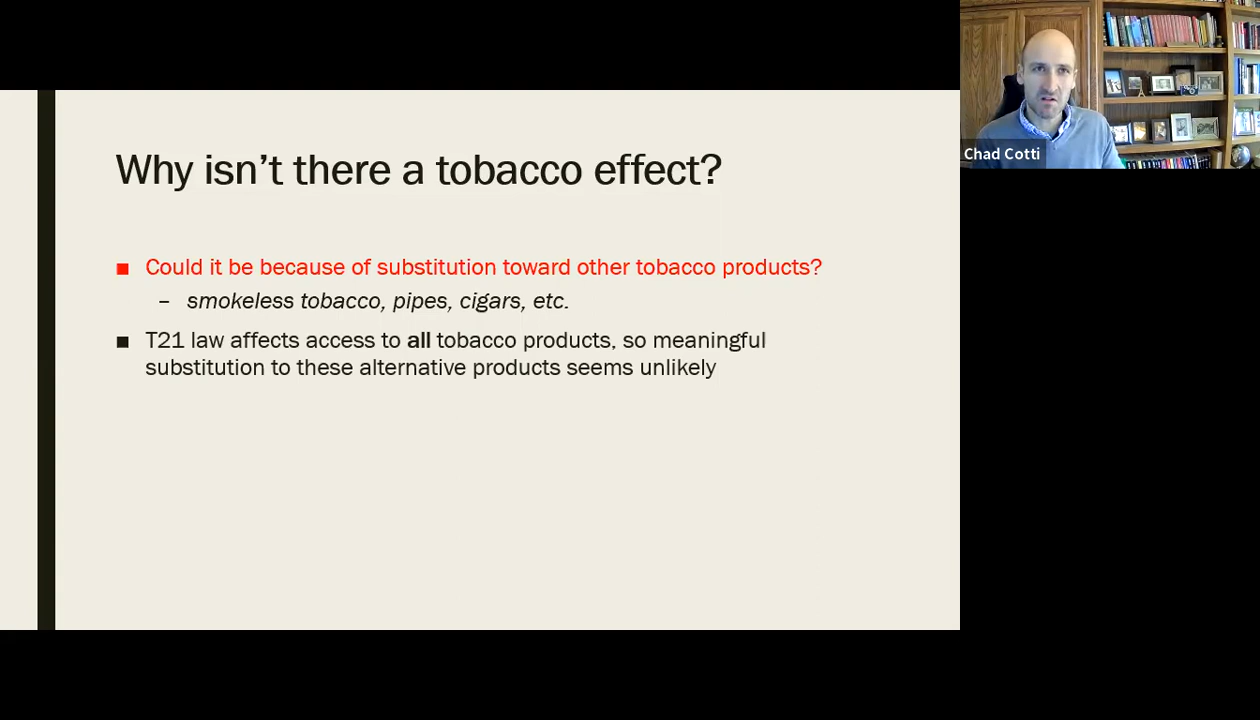 Why isn't there a tobacco effect?
■ Could it be because of substitution toward other tobacco products?
– smokeless tobacco, pipes, cigars, etc.
■ T21 law affects access to all tobacco products, so meaningful
substitution to these alternative products seems unlikely
Chad Cotti